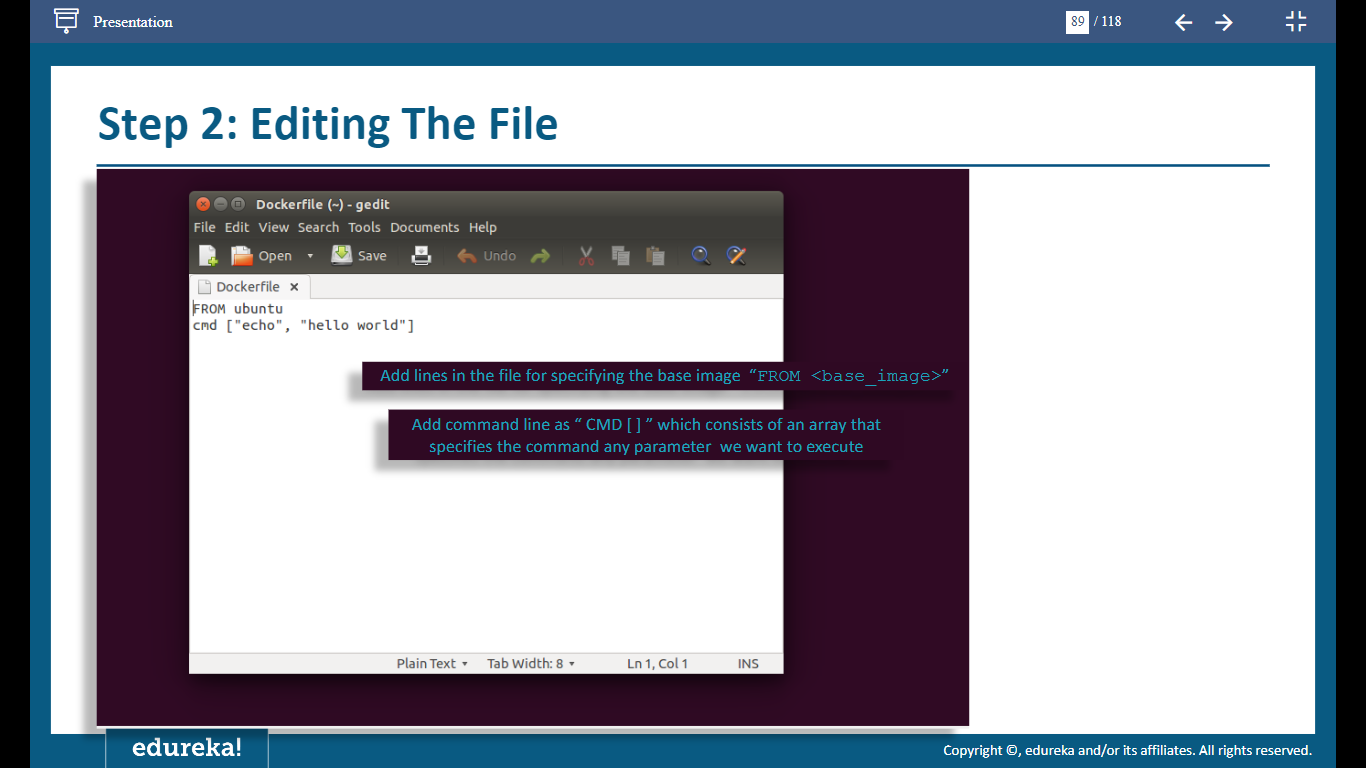 Presentation
89 / 118
Step 2: Editing The File
Dockerfile (~) - gedit
File Edit View Search Tools Documents Help
Open Save Undo
Dockerfile ×
FROM ubuntu
cmd ["echo", "hello world"]
Add lines in the file for specifying the base image “FROM <base_image>”
Add command line as “ CMD [ ] ” which consists of an array that
specifies the command any parameter we want to execute
Plain Text Tab Width: 8 Ln 1, Col 1 INS
edureka!
Copyright ©, edureka and/or its affiliates. All rights reserved.